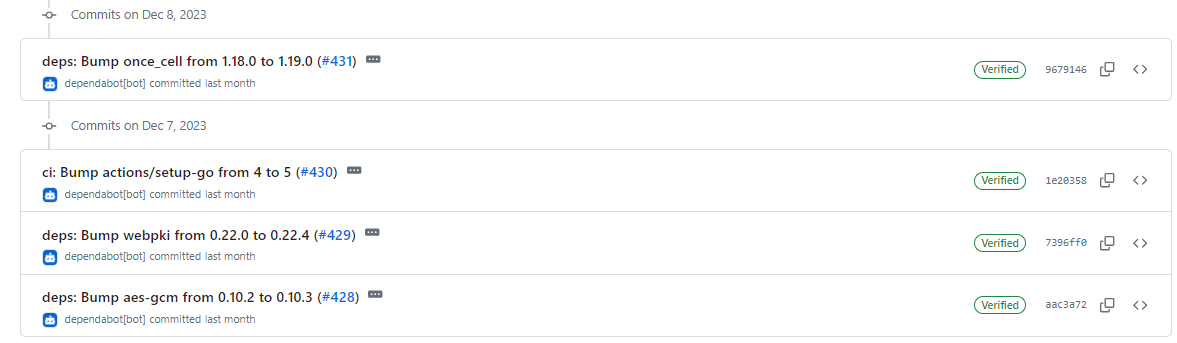 Commits on Dec 8, 2023
deps: Bump once_cell from 1.18.0 to 1.19.0 (#431)
dependabot[bot] committed last month
Verified
9679146
Commits on Dec 7, 2023
ci: Bump actions/setup-go from 4 to 5 (#430)
dependabot[bot] committed last month
Verified
1e20358
deps: Bump webpki from 0.22.0 to 0.22.4 (#429)
dependabot[bot] committed last month
Verified
7396ff0
deps: Bump aes-gcm from 0.10.2 to 0.10.3 (#428)
dependabot[bot] committed last month
Verified
aac3a72